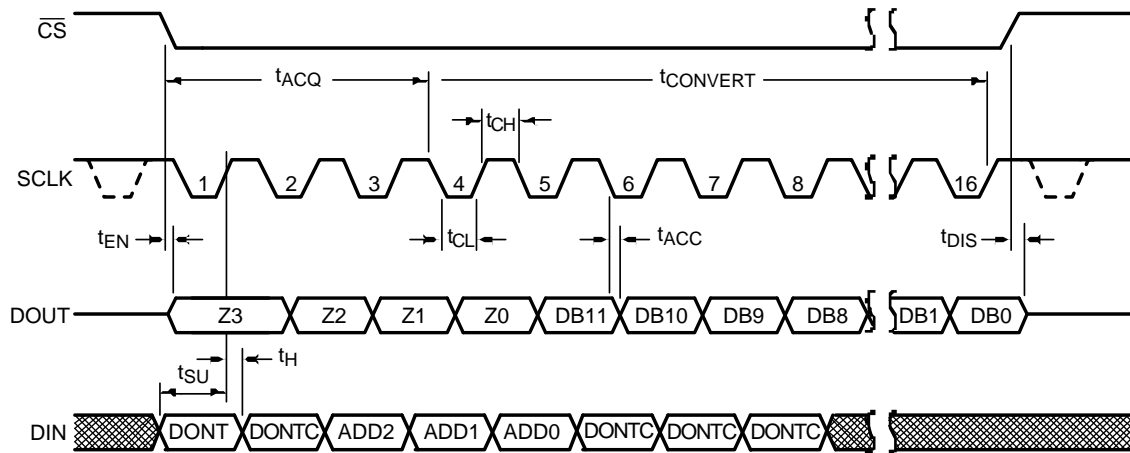 CS
tACQ
tCONVERT
tCH
SCLK
1 2 3 4 5 6 7 8 16
tEN
tCL
tACC
tDIS
DOUT
Z3 Z2 Z1 Z0 DB11 DB10 DB9 DB8 DB1 DB0
tH
tSU
DIN
DONT DONTC ADD2 ADD1 ADD0 DONTC DONTC DONTC